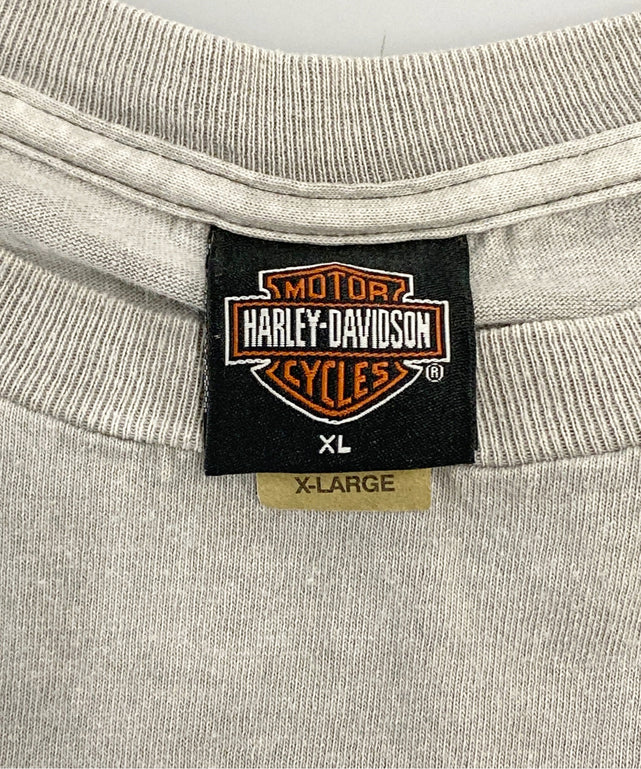 MOTOR
HARLEY-DAVIDSON
CYCLES
®
XL
X-LARGE